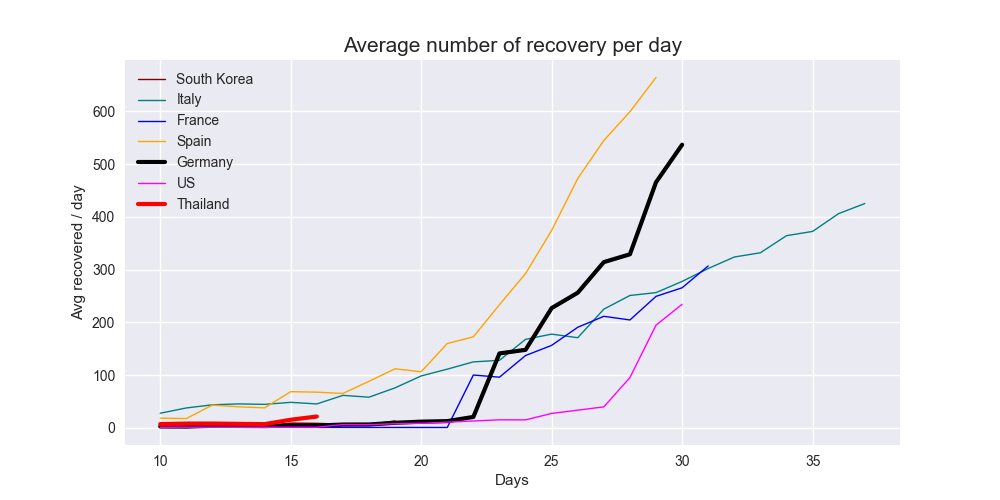 Average number of recovery per day
South Korea
Italy
France
Spain
Germany
US
Thailand
Avg recovered / day
600
500
400
300
200
100
0
10 15 20 25 30 35
Days